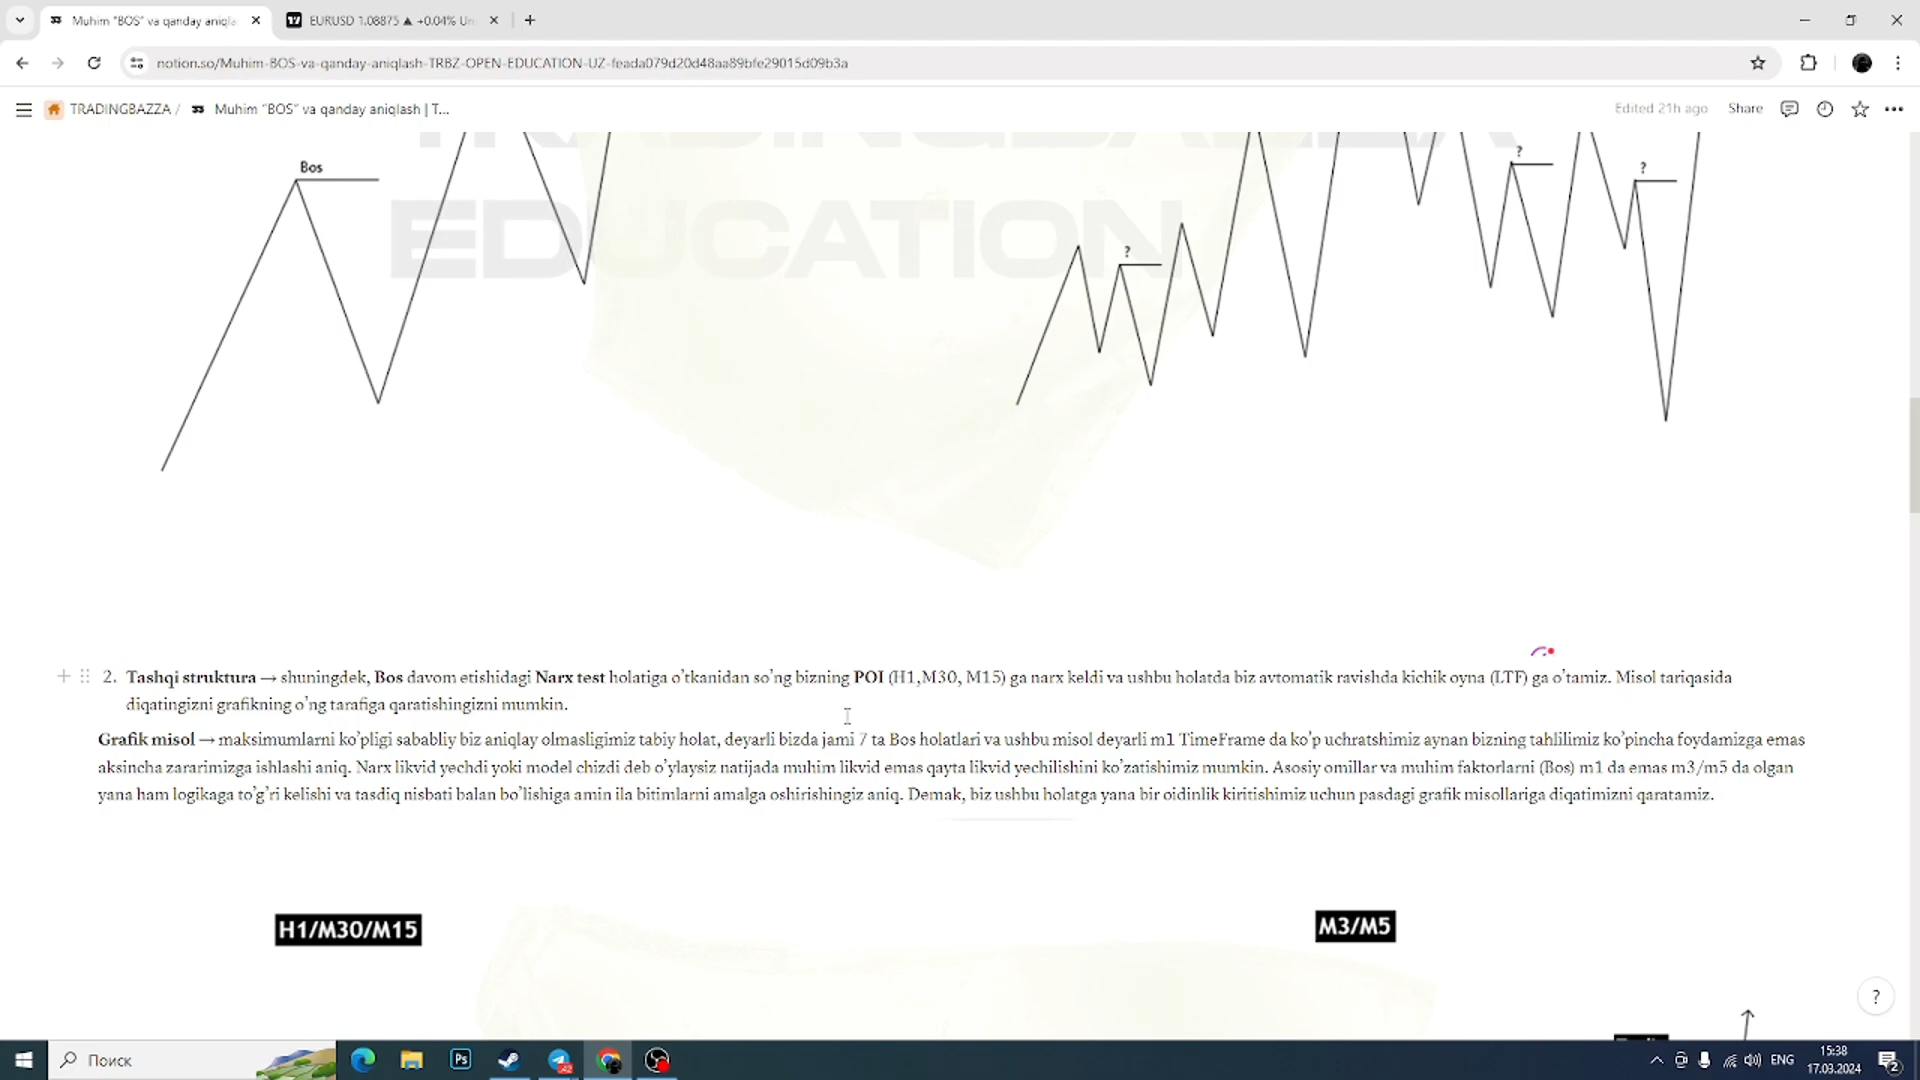 Muhim "BOS" va qanday aniqla
EURUSD 1.08875 ▲ +0.04% Un
notion.so/Muhim-BOS-va-qanday-aniqlash-TRBZ-OPEN-EDUCATION-UZ-feada079d20d48aa89bfe29015d09b3a
TRADINGBAZZA / Muhim "BOS" va qanday aniqlash | T...
Edited 21h ago Share
TRADINGBAZZA
EDUCATION
Bos
?
?
?
2. Tashqi struktura → shuningdek, Bos davom etishidagi Narx test holatiga o'tkanidan so'ng bizning POI (H1,M30, M15) ga narx keldi va ushbu holatda biz avtomatik ravishda kichik oyna (LTF) ga o'tamiz. Misol tariqasida
diqatingizni grafikning o'ng tarafiga qaratishingizni mumkin.
Grafik misol → maksimumlarni ko'pligi sababliy biz aniqlay olmasligimiz tabiy holat, deyarli bizda jami 7 ta Bos holatlari va ushbu misol deyarli m1 TimeFrame da ko'p uchratshimiz aynan bizning tahlilimiz ko'pincha foydamizga emas
aksincha zararimizga ishlashi aniq. Narx likvid yechdi yoki model chizdi deb o'ylaysiz natijada muhim likvid emas qayta likvid yechilishini ko'zatishimiz mumkin. Asosiy omillar va muhim faktorlarni (Bos) m1 da emas m3/m5 da olgan
yana ham logikaga to'g'ri kelishi va tasdiq nisbati balan bo'lishiga amin ila bitimlarni amalga oshirishingiz aniq. Demak, biz ushbu holatga yana bir oidinlik kiritishimiz uchun pasdagi grafik misollariga diqatimizni qaratamiz.
H1/M30/M15
M3/M5
?
Поиск
Ps
42
ENG
15:38
17.03.2024
2